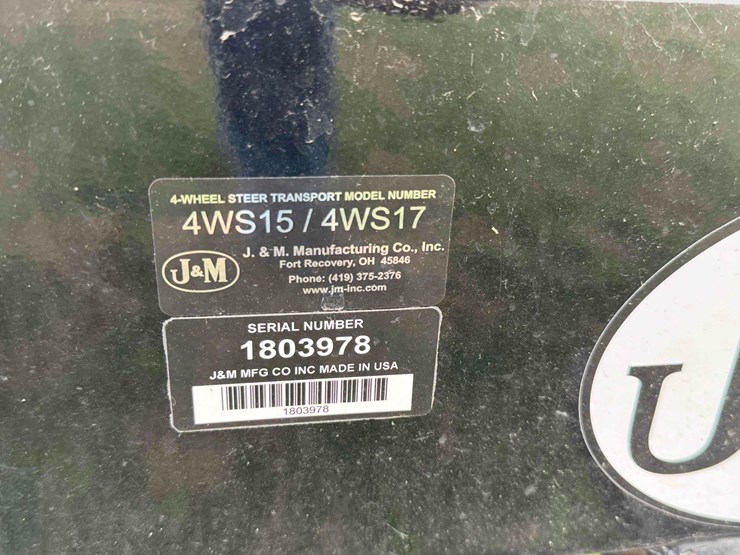 4-WHEEL STEER TRANSPORT MODEL NUMBER
4WS15 / 4WS17
J&M
J. & M. Manufacturing Co., Inc.
Fort Recovery, OH 45846
Phone: (419) 375-2376
www.jm-inc.com
SERIAL NUMBER
1803978
J&M MFG CO INC MADE IN USA
1803978
J